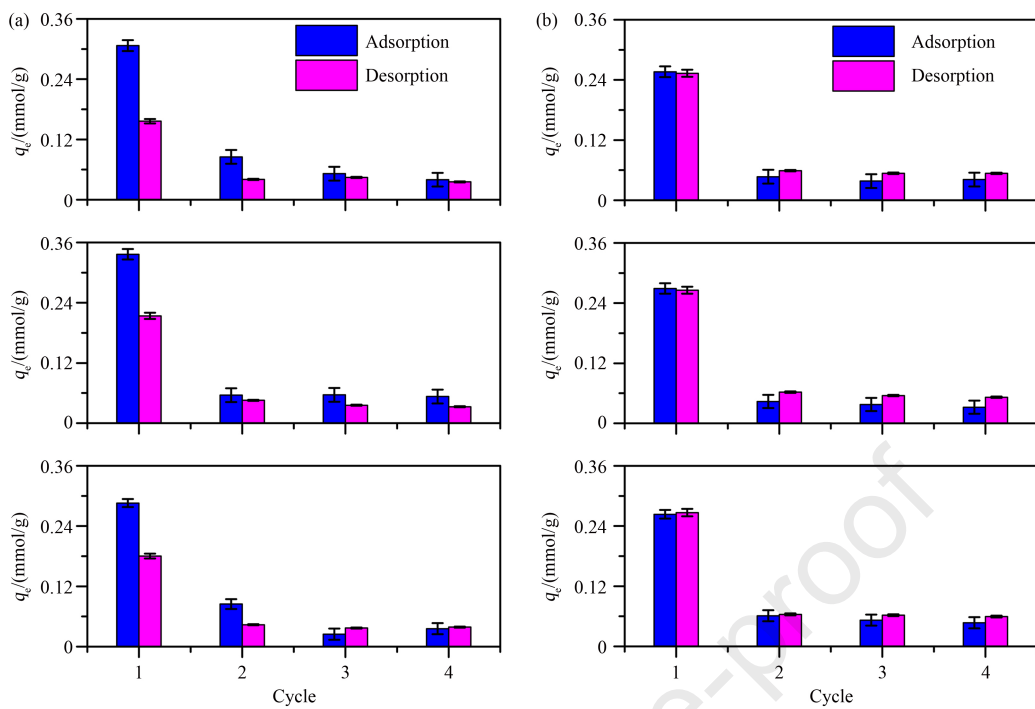 (a)
0.36
0.24
0.12
0
qe/(mmol/g)
Adsorption
Desorption
0.36
0.24
0.12
0
qe/(mmol/g)
0.36
0.24
0.12
0
qe/(mmol/g)
1 2 3 4
Cycle
(b)
0.36
0.24
0.12
0
qe/(mmol/g)
Adsorption
Desorption
0.36
0.24
0.12
0
qe/(mmol/g)
0.36
0.24
0.12
0
qe/(mmol/g)
1 2 3 4
Cycle
e-proof